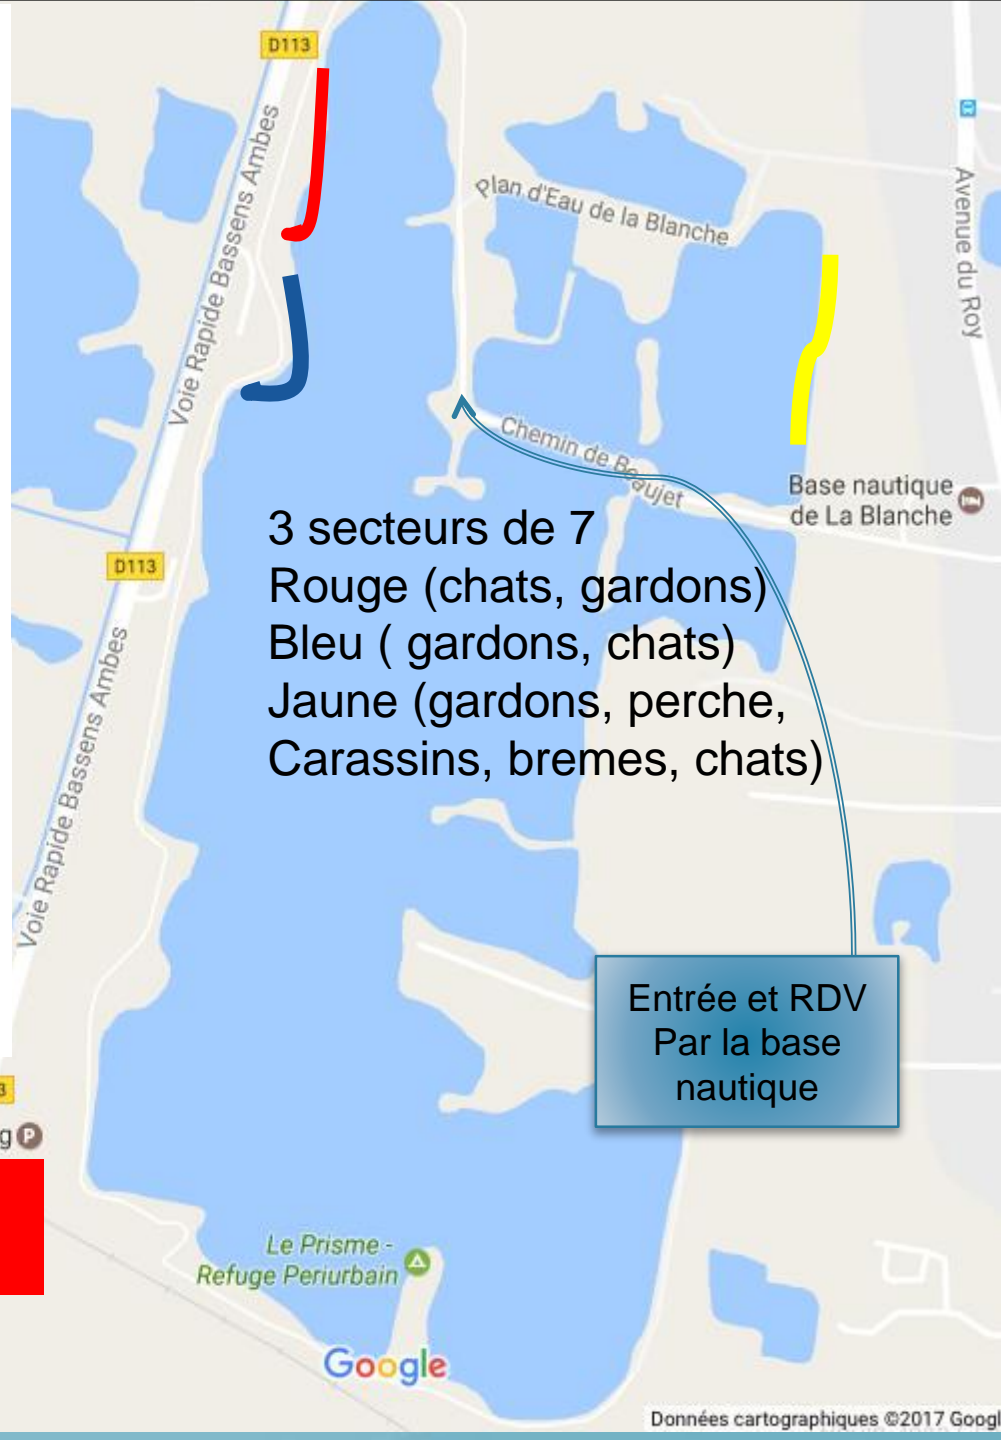 D113
Voie Rapide Bassens Ambes
Plan d'Eau de la Blanche
Avenue du Roy
Chemin de Beaujet
Base nautique
de La Blanche
3 secteurs de 7
Rouge (chats, gardons)
Bleu ( gardons, chats)
Jaune (gardons, perche,
Carassins, bremes, chats)
D113
Voie Rapide Bassens Ambes
Entrée et RDV
Par la base
nautique
3
g P
Le Prisme -
Refuge Periurbain
Google
Données cartographiques ©2017 Googl